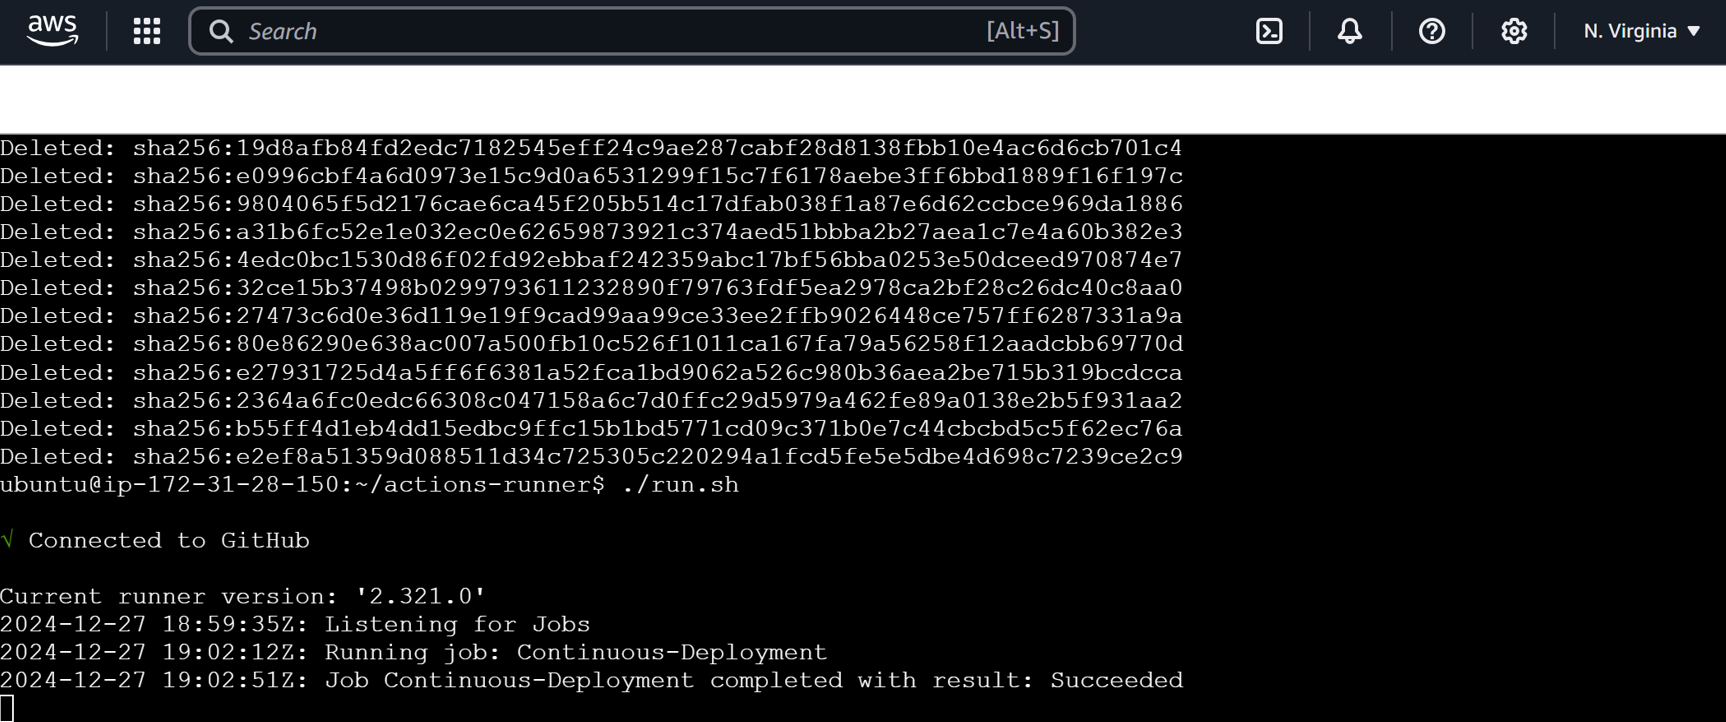 aws
Search
[Alt+S]
N. Virginia
Deleted: sha256:19d8afb84fd2edc7182545eff24c9ae287cabf28d8138fbb10e4ac6d6cb701c4
Deleted: sha256:e0996cbf4a6d0973e15c9d0a6531299f15c7f6178aebe3ff6bbd1889f16f197c
Deleted: sha256:9804065f5d2176cae6ca45f205b514c17dfab038f1a87e6d62ccbce969da1886
Deleted: sha256:a31b6fc52e1e032ec0e62659873921c374aed51bbba2b27aea1c7e4a60b382e3
Deleted: sha256:4edc0bc1530d86f02fd92ebbaf242359abc17bf56bba0253e50dceed970874e7
Deleted: sha256:32ce15b37498b0299793611232890f79763fdf5ea2978ca2bf28c26dc40c8aa0
Deleted: sha256:27473c6d0e36d119e19f9cad99aa99ce33ee2ffb9026448ce757ff6287331a9a
Deleted: sha256:80e86290e638ac007a500fb10c526f1011ca167fa79a56258f12aadcbb69770d
Deleted: sha256:e27931725d4a5ff6f6381a52fca1bd9062a526c980b36aea2be715b319bcdcca
Deleted: sha256:2364a6fc0edc66308c047158a6c7d0ffc29d5979a462fe89a0138e2b5f931aa2
Deleted: sha256:b55ff4d1eb4dd15edbc9ffc15b1bd5771cd09c371b0e7c44cbcbd5c5f62ec76a
Deleted: sha256:e2ef8a51359d088511d34c725305c220294a1fcd5fe5e5dbe4d698c7239ce2c9
ubuntu@ip-172-31-28-150:~/actions-runner$ ./run.sh
√ Connected to GitHub
Current runner version: '2.321.0'
2024-12-27 18:59:35Z: Listening for Jobs
2024-12-27 19:02:12Z: Running job: Continuous-Deployment
2024-12-27 19:02:51Z: Job Continuous-Deployment completed with result: Succeeded